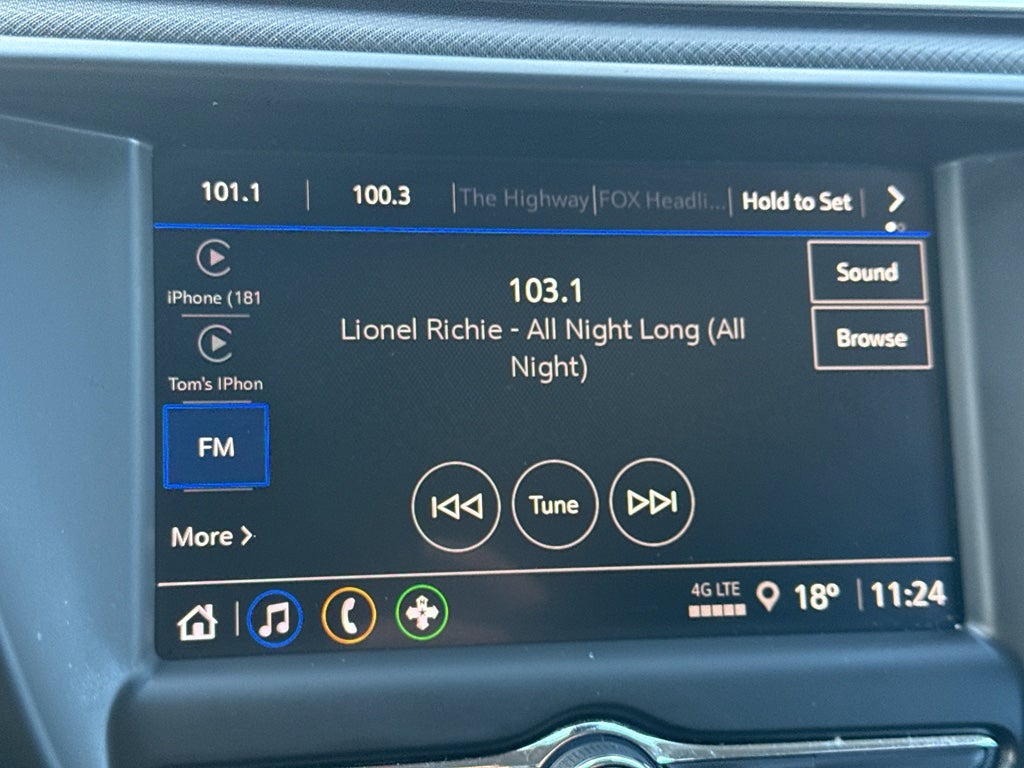 101.1
100.3
The Highway
FOX Headli...
Hold to Set
iPhone (181
103.1
Sound
Lionel Richie - All Night Long (All
Night)
Browse
Tom's IPhon
FM
Tune
More
4G LTE
18°
11:24
N